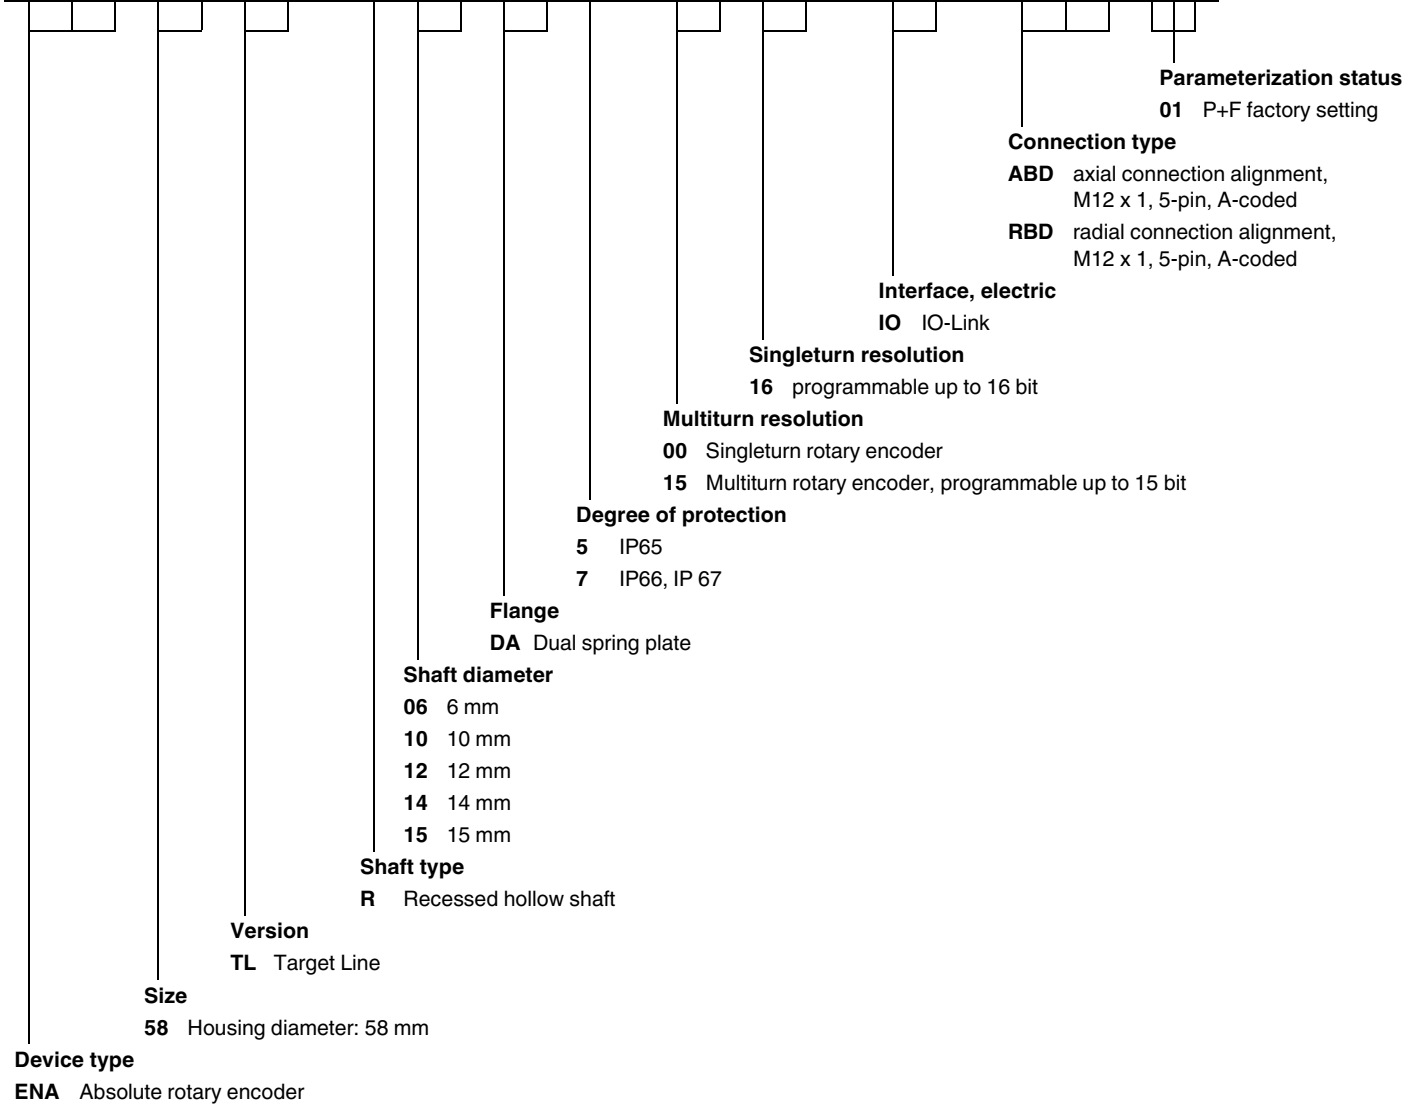 Parameterization status
01 P+F factory setting
Connection type
ABD axial connection alignment,
M12 x 1, 5-pin, A-coded
RBD radial connection alignment,
M12 x 1, 5-pin, A-coded
Interface, electric
IO IO-Link
Singleturn resolution
16 programmable up to 16 bit
Multiturn resolution
00 Singleturn rotary encoder
15 Multiturn rotary encoder, programmable up to 15 bit
Degree of protection
5 IP65
7 IP66, IP 67
Flange
DA Dual spring plate
Shaft diameter
06 6 mm
10 10 mm
12 12 mm
14 14 mm
15 15 mm
Shaft type
R Recessed hollow shaft
Version
TL Target Line
Size
58 Housing diameter: 58 mm
Device type
ENA Absolute rotary encoder